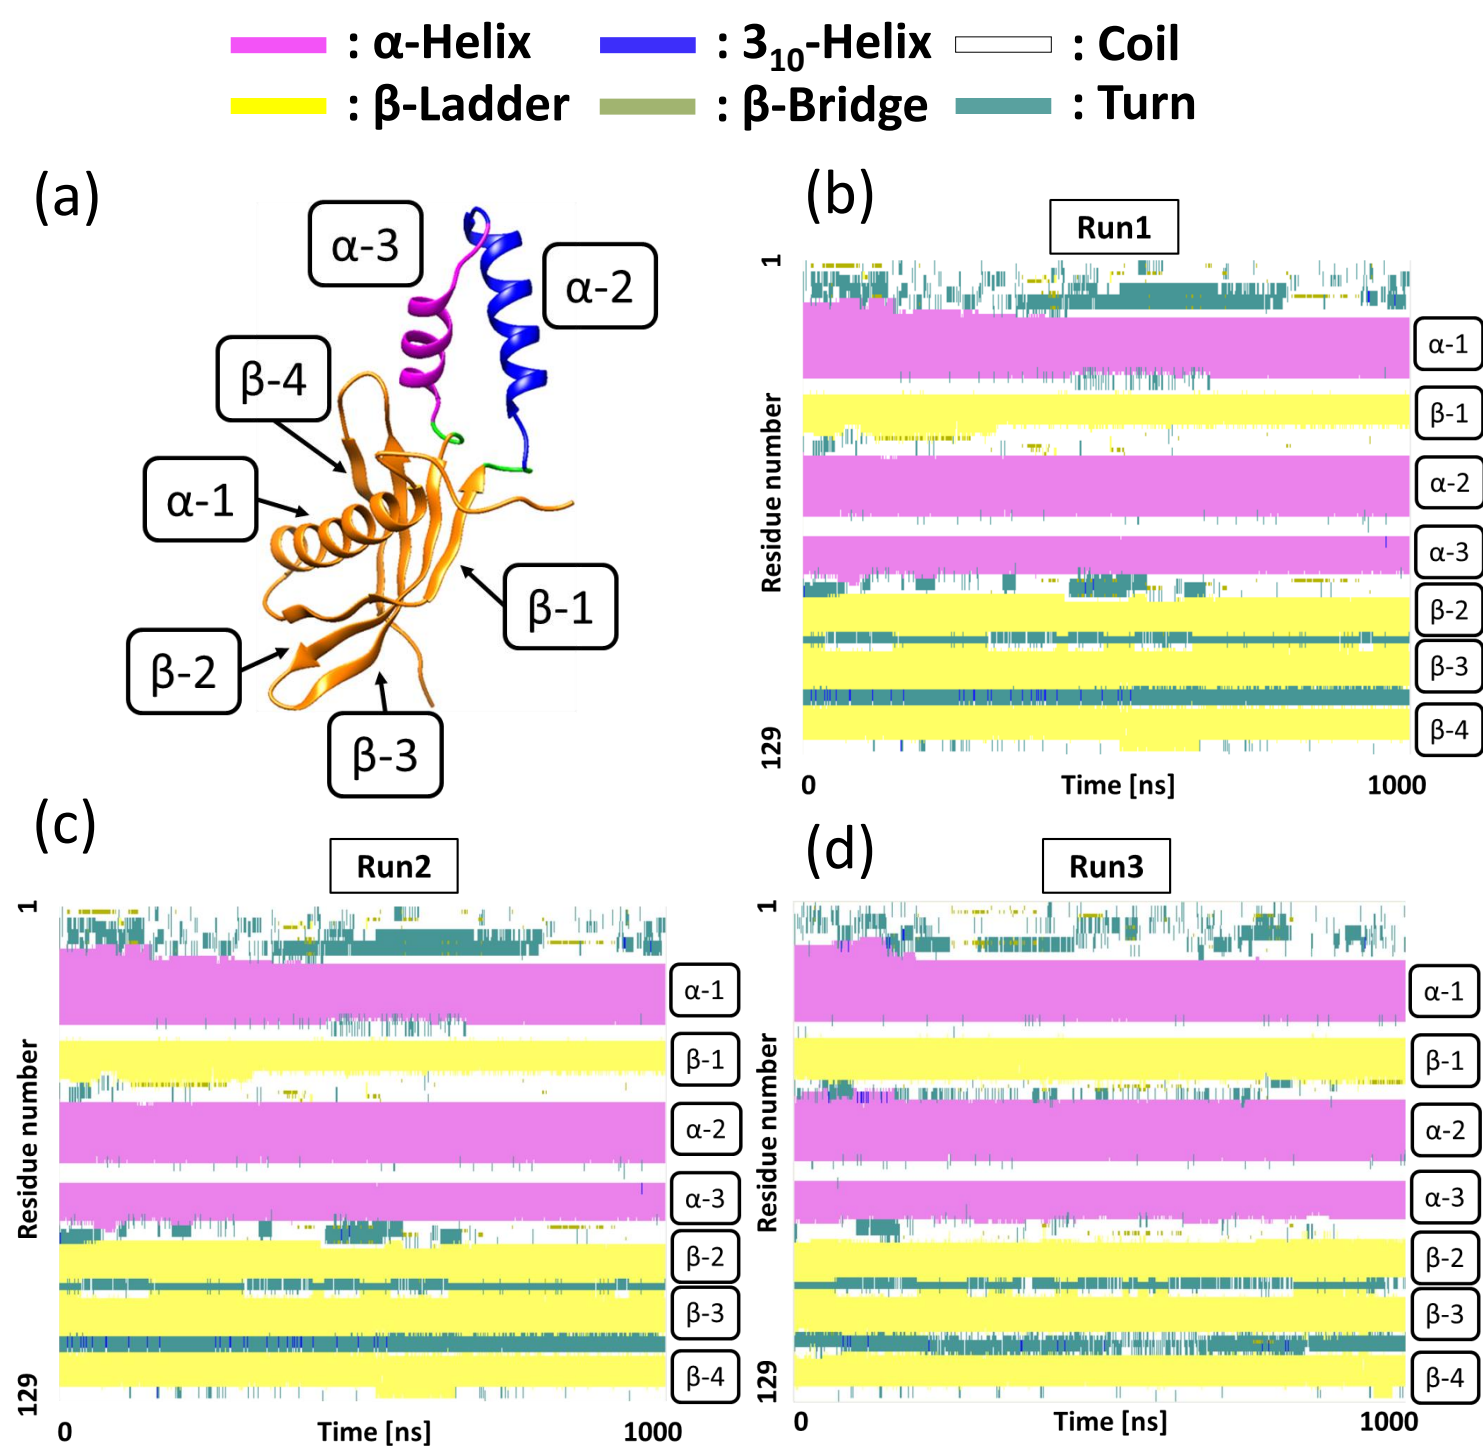 : α-Helix : 3₁₀-Helix : Coil
: β-Ladder : β-Bridge : Turn
(a)
α-3
α-2
β-4
α-1
β-1
β-2
β-3
(b)
Run1
1
Residue number
129
α-1
β-1
α-2
α-3
β-2
β-3
β-4
0 Time [ns] 1000
(c)
Run2
1
Residue number
129
α-1
β-1
α-2
α-3
β-2
β-3
β-4
0 Time [ns] 1000
(d)
Run3
1
Residue number
129
α-1
β-1
α-2
α-3
β-2
β-3
β-4
0 Time [ns] 1000